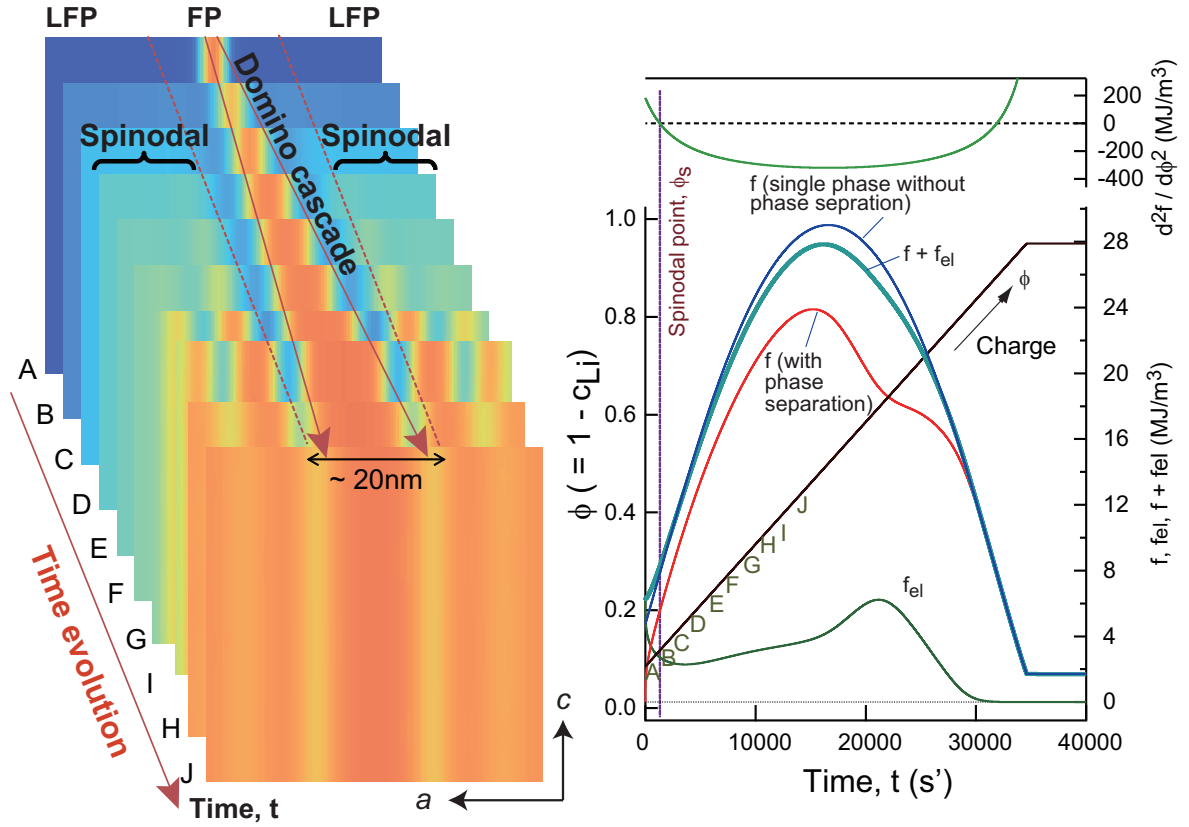 LFP FP LFP
Domino cascade
Spinodal Spinodal
~ 20nm
A
B
C
D
E
F
G
I
H
J
Time evolution
Time, t
c
a
200
0
-200
-400
d²f / dϕ² (MJ/m³)
Spinodal point, ϕs
f (single phase without
phase sepration)
f + fel
f (with
phase
separation)
ϕ
Charge
fel
A
B
C
D
E
F
G
H
I
J
1.0
0.8
0.6
0.4
0.2
0.0
ϕ ( = 1 - cLi)
28
24
20
16
12
8
4
0
f, fel, f + fel (MJ/m³)
0 10000 20000 30000 40000
Time, t (s')